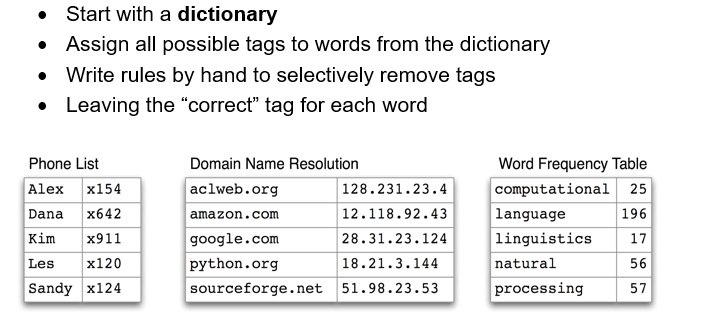 • Start with a dictionary
• Assign all possible tags to words from the dictionary
• Write rules by hand to selectively remove tags
• Leaving the “correct” tag for each word
Phone List Domain Name Resolution Word Frequency Table
Alex x154 aclweb.org 128.231.23.4 computational 25
Dana x642 amazon.com 12.118.92.43 language 196
Kim x911 google.com 28.31.23.124 linguistics 17
Les x120 python.org 18.21.3.144 natural 56
Sandy x124 sourceforge.net 51.98.23.53 processing 57